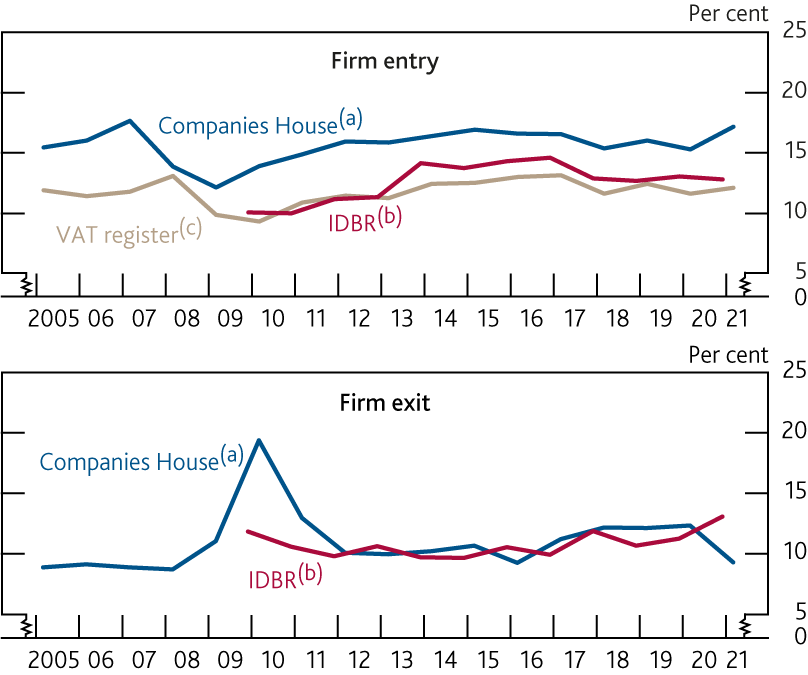 Per cent
25
Firm entry
20
Companies House(a)
15
10
IDBR(b)
VAT register(c)
5
0
2005 06 07 08 09 10 11 12 13 14 15 16 17 18 19 20 21
Per cent
25
Firm exit
20
Companies House(a)
15
10
IDBR(b)
5
0
2005 06 07 08 09 10 11 12 13 14 15 16 17 18 19 20 21